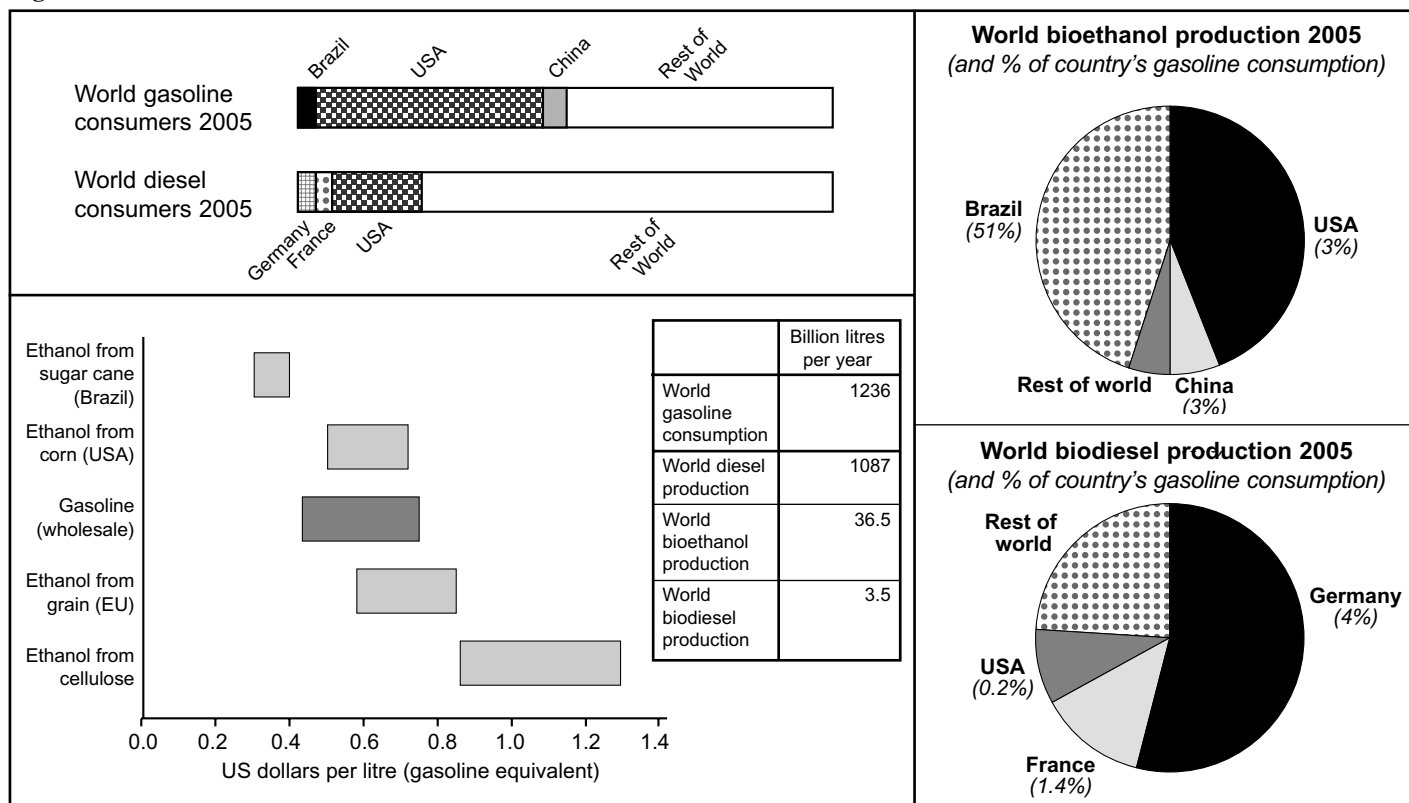 Brazil
USA
China
Rest of
World
World gasoline
consumers 2005
World diesel
consumers 2005
Germany
France
USA
Rest of
World
Ethanol from
sugar cane
(Brazil)
Ethanol from
corn (USA)
Gasoline
(wholesale)
Ethanol from
grain (EU)
Ethanol from
cellulose
0.0 0.2 0.4 0.6 0.8 1.0 1.2 1.4
US dollars per litre (gasoline equivalent)
Billion litres
per year
World
gasoline
consumption
1236
World diesel
production
1087
World
bioethanol
production
36.5
World
biodiesel
production
3.5
World bioethanol production 2005
(and % of country's gasoline consumption)
Brazil
(51%)
USA
(3%)
Rest of world
China
(3%)
World biodiesel production 2005
(and % of country's gasoline consumption)
Rest of
world
Germany
(4%)
USA
(0.2%)
France
(1.4%)